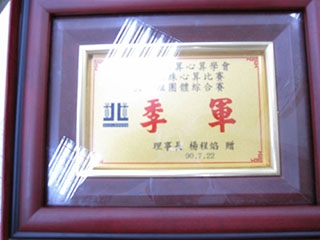 算心算學會
珠心算比賽
團體綜合賽
季軍
理事長 楊程焰 贈
90.7.22